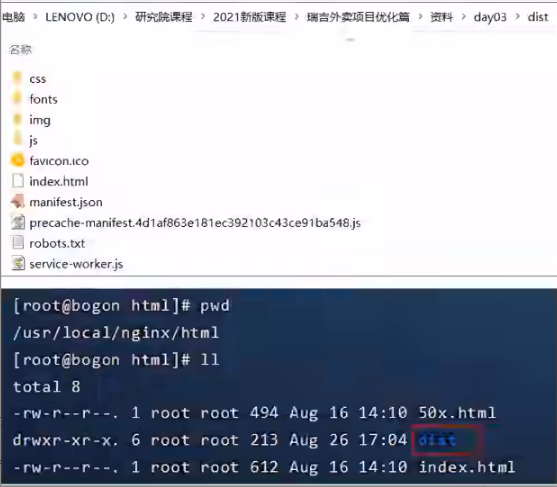 电脑 > LENOVO (D:) > 研究院课程 > 2021新版课程 > 瑞吉外卖项目优化篇 > 资料 > day03 > dist
名称
css
fonts
img
js
favicon.ico
index.html
manifest.json
precache-manifest.4d1af863e181ec392103c43ce91ba548.js
robots.txt
service-worker.js
[root@bogon html]# pwd
/usr/local/nginx/html
[root@bogon html]# ll
total 8
-rw-r--r--. 1 root root 494 Aug 16 14:10 50x.html
drwxr-xr-x. 6 root root 213 Aug 26 17:04 dist
-rw-r--r--. 1 root root 612 Aug 16 14:10 index.html